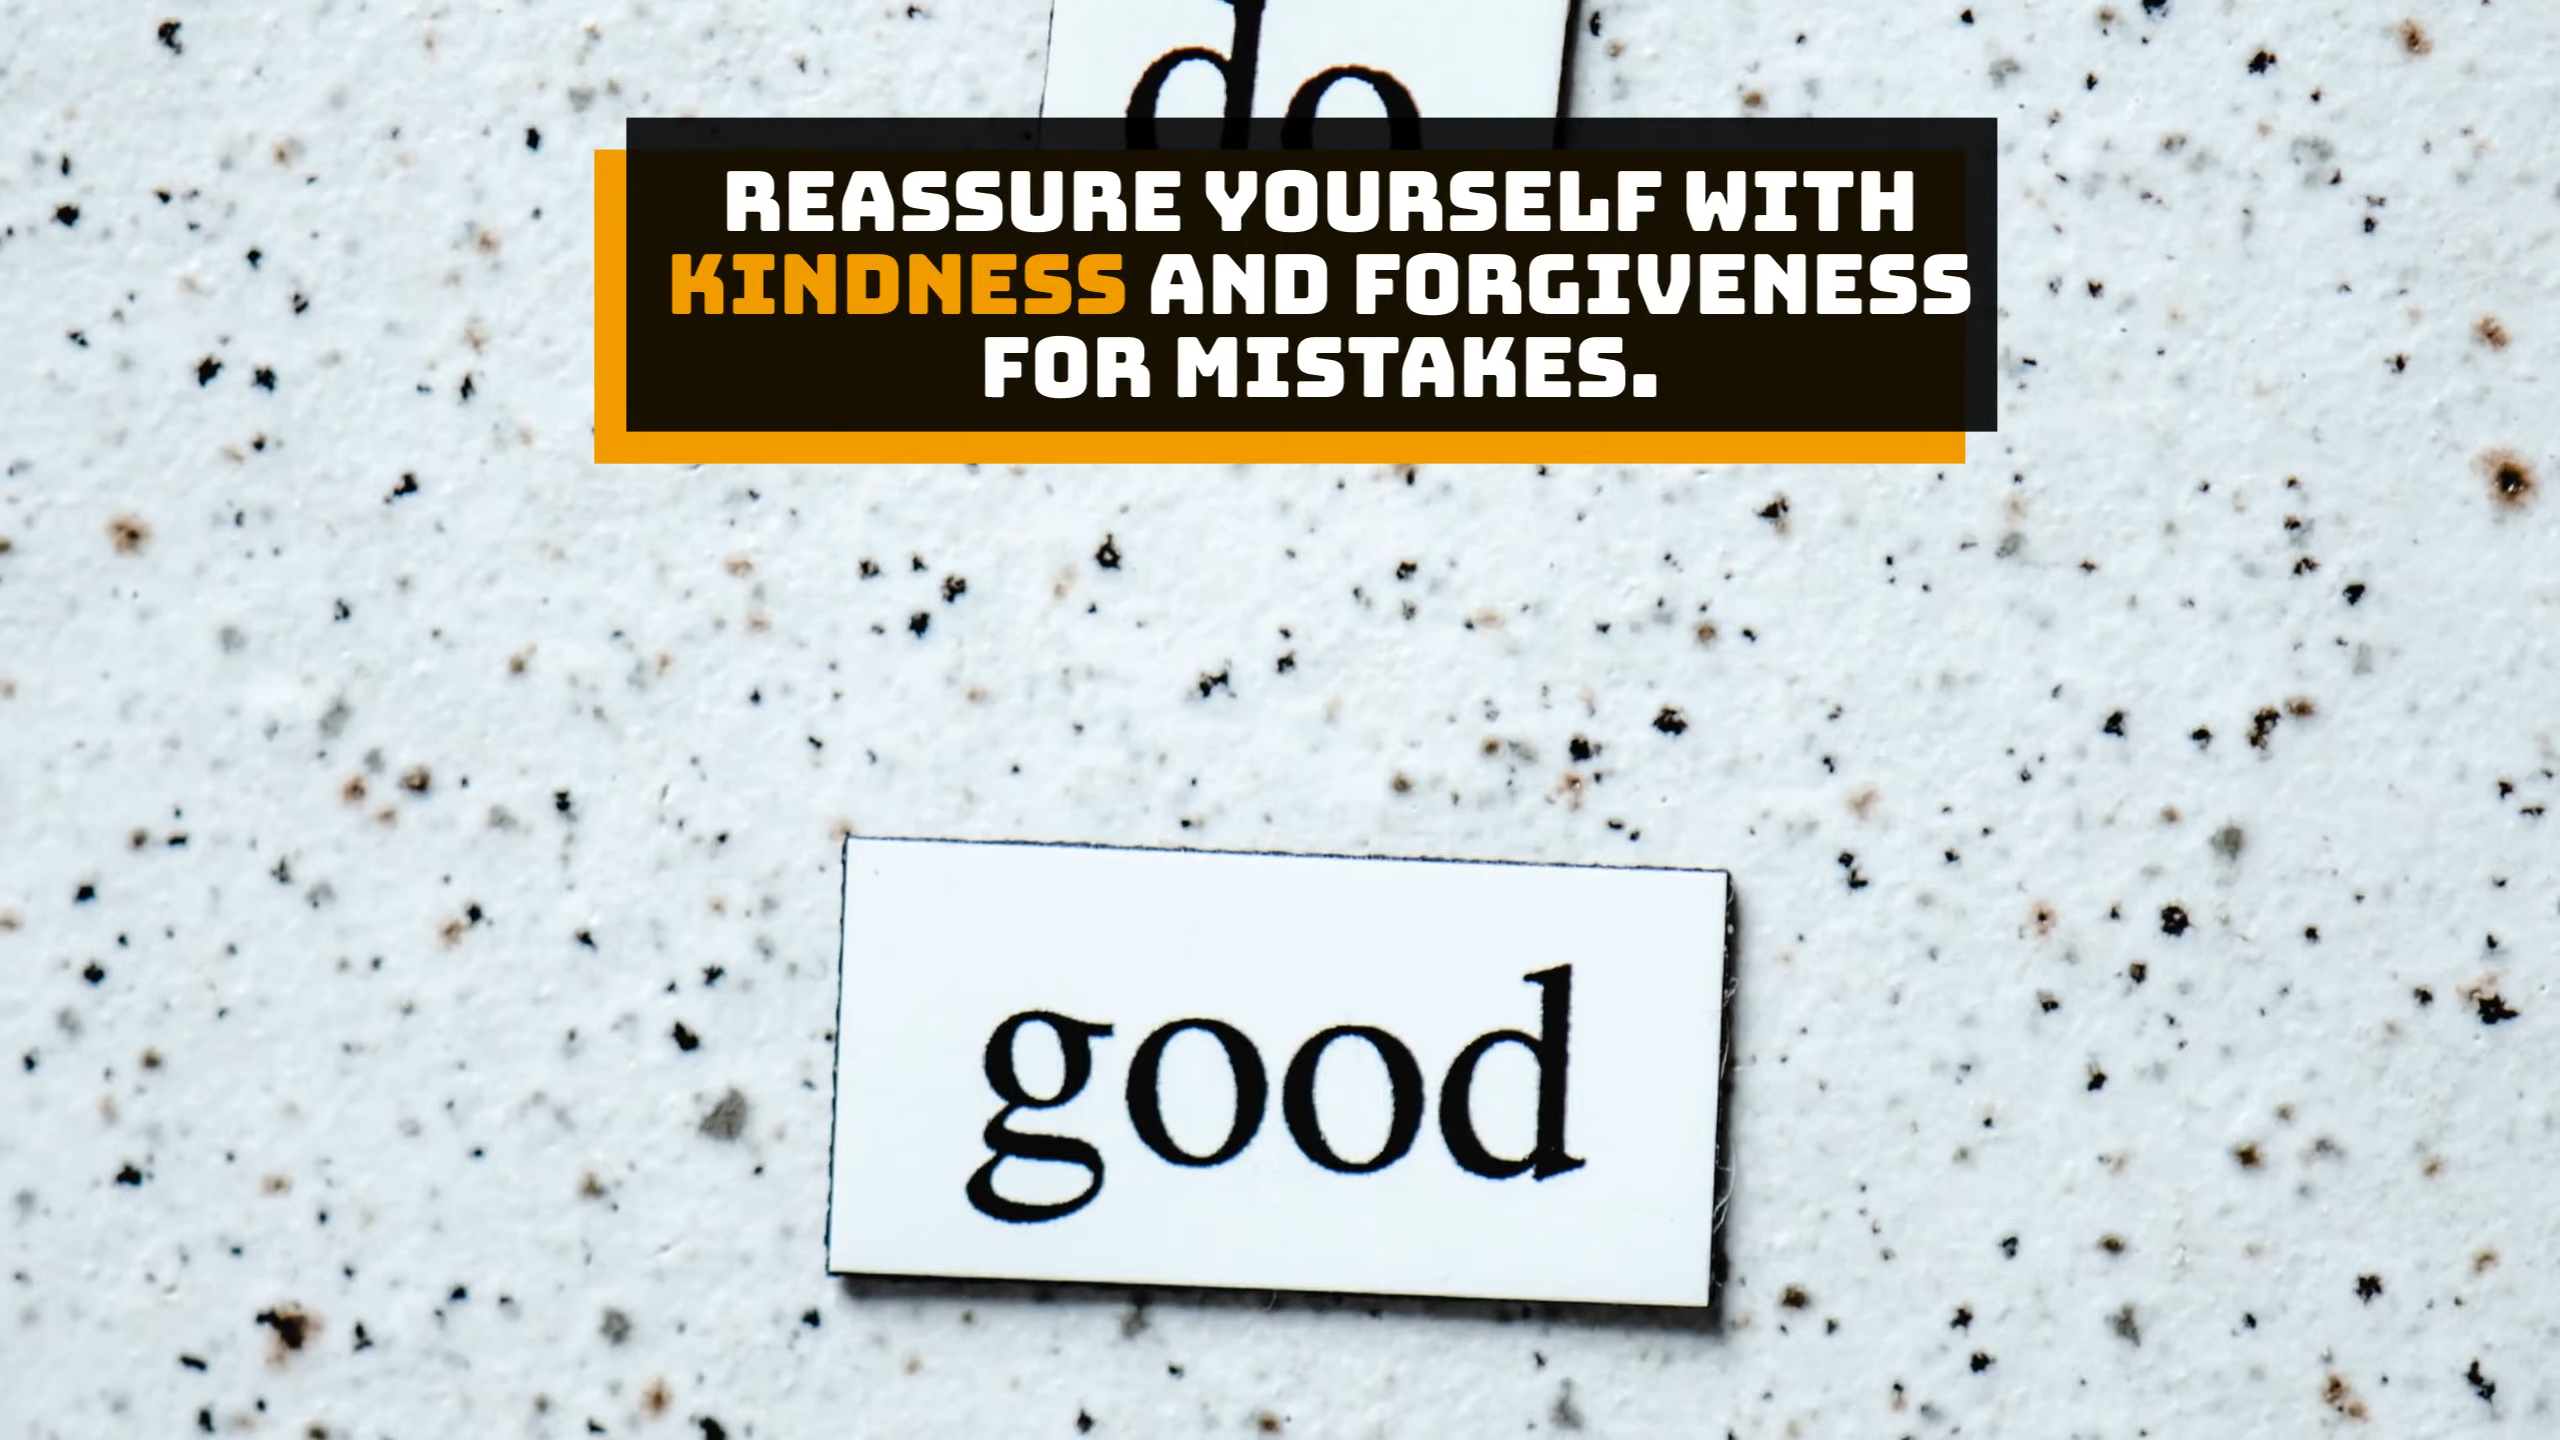 do
REASSURE YOURSELF WITH
KINDNESS AND FORGIVENESS
FOR MISTAKES.
good